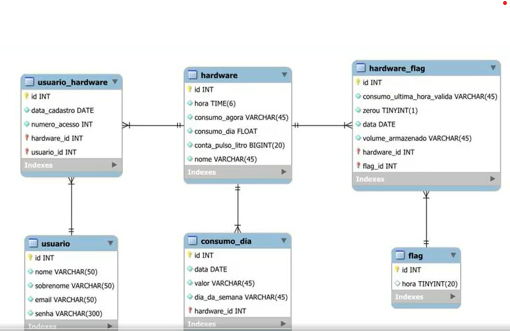 usuario_hardware
id INT
data_cadastro DATE
numero_acesso INT
hardware_id INT
usuario_id INT
Indexes
hardware
id INT
hora TIME(6)
consumo_agora VARCHAR(45)
consumo_dia FLOAT
conta_pulso_litro BIGINT(20)
nome VARCHAR(45)
Indexes
hardware_flag
id INT
consumo_ultima_hora_valida VARCHAR(45)
zerou TINYINT(1)
data DATE
volume_armazenado VARCHAR(45)
hardware_id INT
flag_id INT
Indexes
usuario
id INT
nome VARCHAR(50)
sobrenome VARCHAR(50)
email VARCHAR(50)
senha VARCHAR(300)
Indexes
consumo_dia
id INT
data DATE
valor VARCHAR(45)
dia_da_semana VARCHAR(45)
hardware_id INT
flag
id INT
hora TINYINT(20)
Indexes